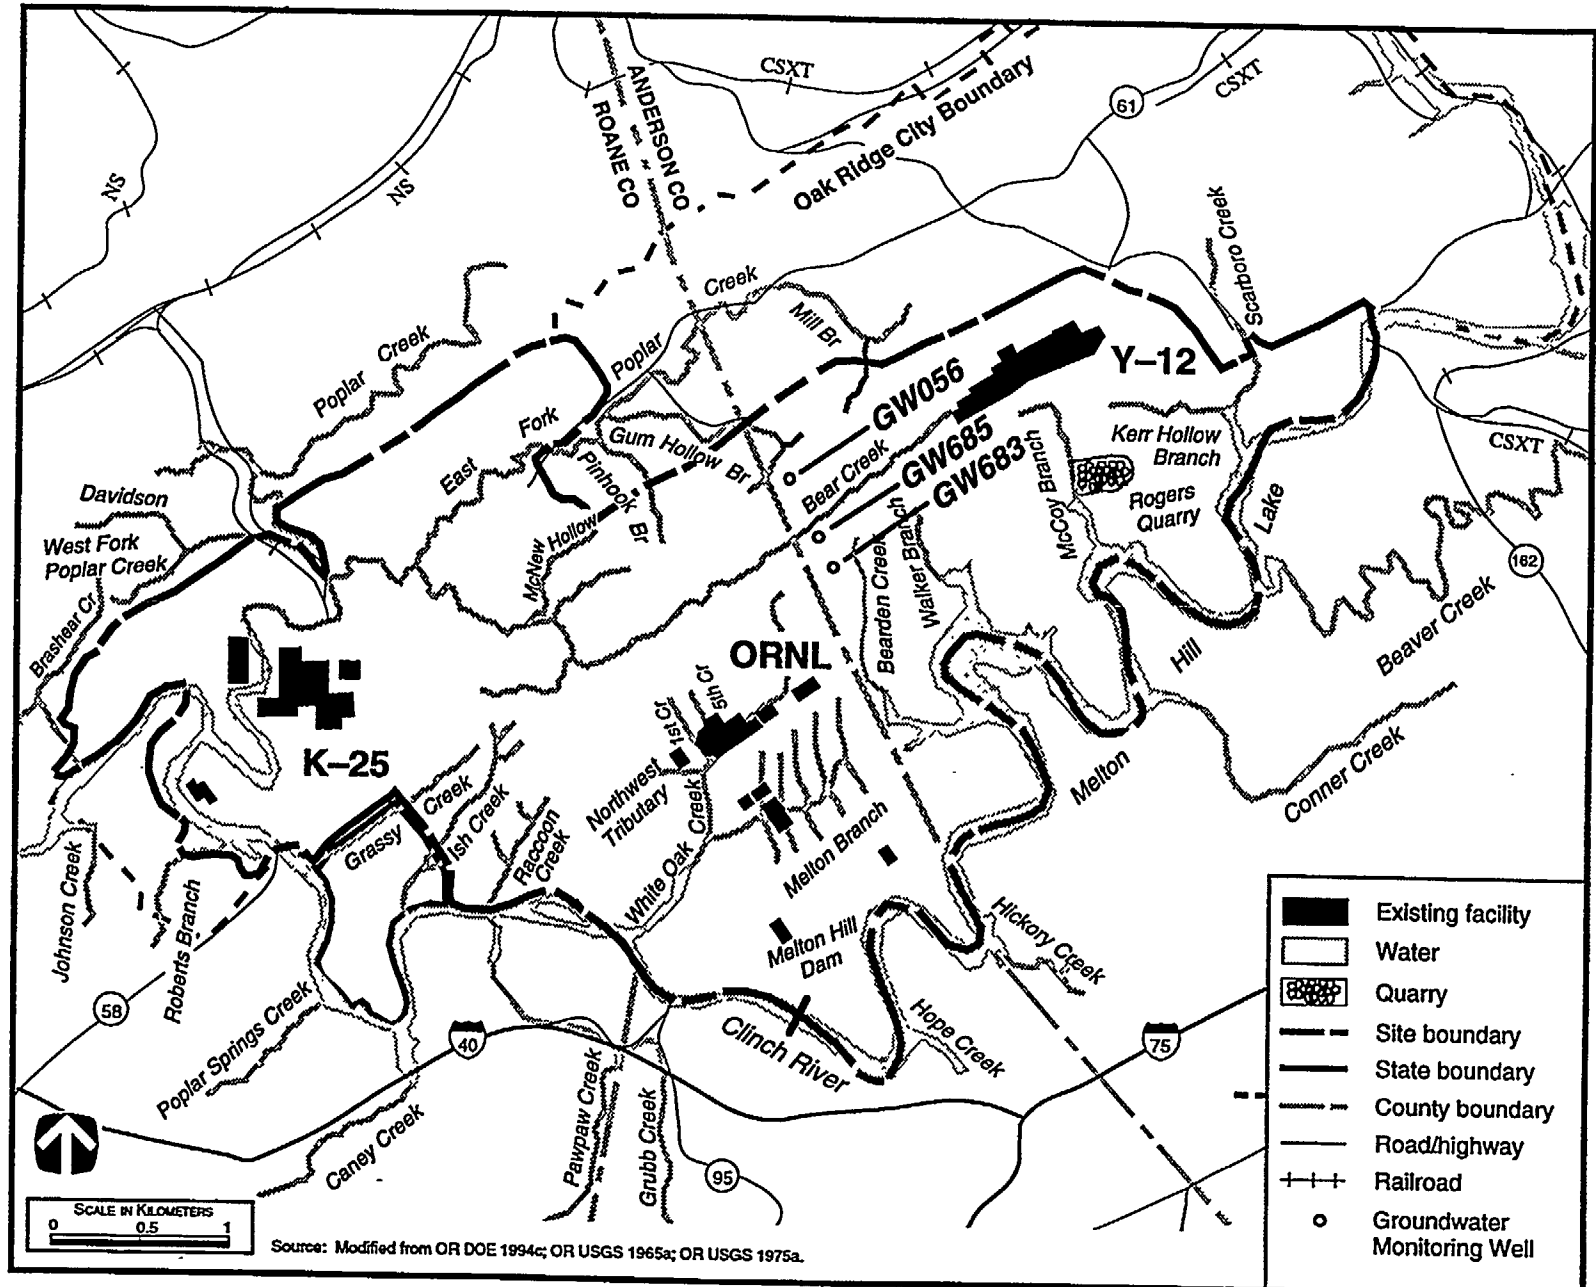 CSXT
CSXT
61
ANDERSON CO
ROANE CO
Oak Ridge City Boundary
NS
NS
Scarboro Creek
Creek
Mill Br
Poplar
Poplar Creek
Y–12
GW056
Fork
East
Gum Hollow Br
Pinhook Br
Bear Creek
GW685
GW683
Kerr Hollow
Branch
McCoy Branch
Rogers
Quarry
Lake
CSXT
162
Davidson
West Fork
Poplar Creek
McNew Hollow
Brashear Cr
Walker Branch
Bearden Creek
Hill
Beaver Creek
ORNL
5th Cr
1st Cr
K–25
Northwest
Tributary
Melton
Conner Creek
Grassy Creek
Ish Creek
Raccoon
Creek
White Oak Creek
Melton Branch
Johnson Creek
Roberts Branch
Melton Hill
Dam
Hickory Creek
58
Poplar Springs Creek
40
Clinch River
Hope Creek
75
Caney Creek
Pawpaw Creek
Grubb Creek
95
Existing facility
Water
Quarry
Site boundary
State boundary
County boundary
Road/highway
Railroad
Groundwater
Monitoring Well
SCALE IN KILOMETERS
0 0.5 1
Source: Modified from OR DOE 1994c; OR USGS 1965a; OR USGS 1975a.